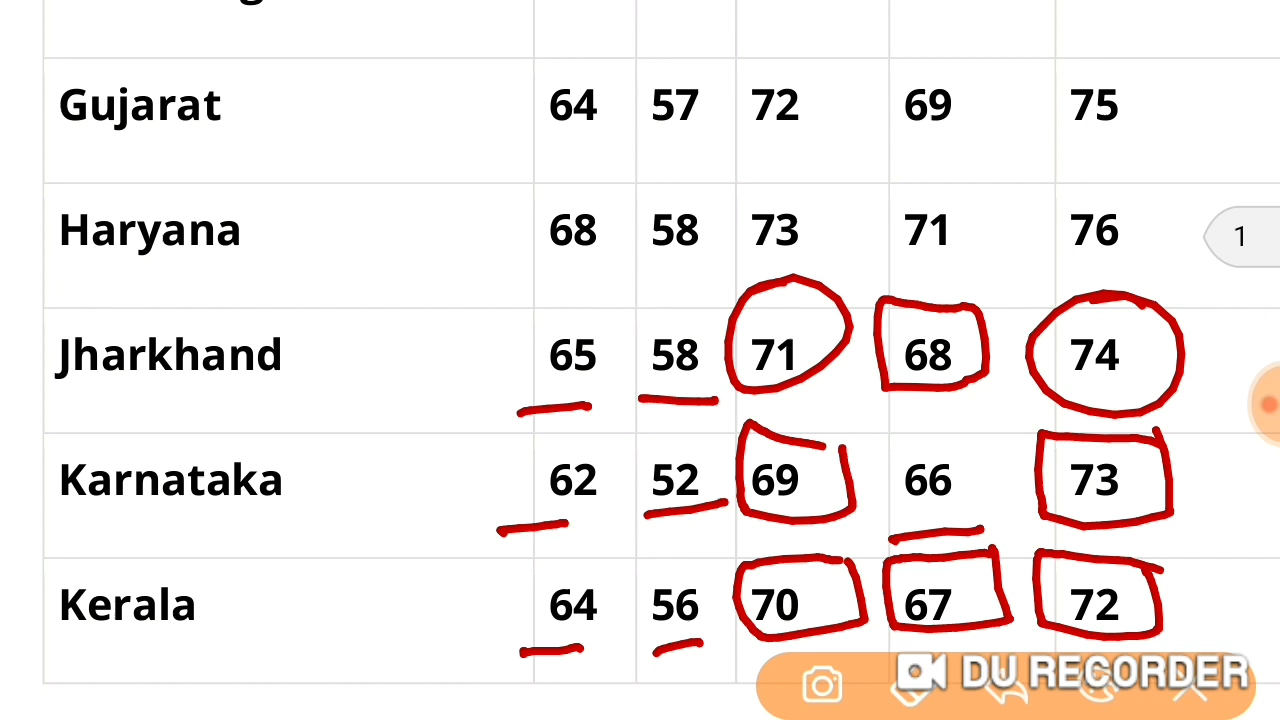 Gujarat 64 57 72 69 75
Haryana 68 58 73 71 76
1
Jharkhand 65 58 71 68 74
Karnataka 62 52 69 66 73
Kerala 64 56 70 67 72
DU RECORDER